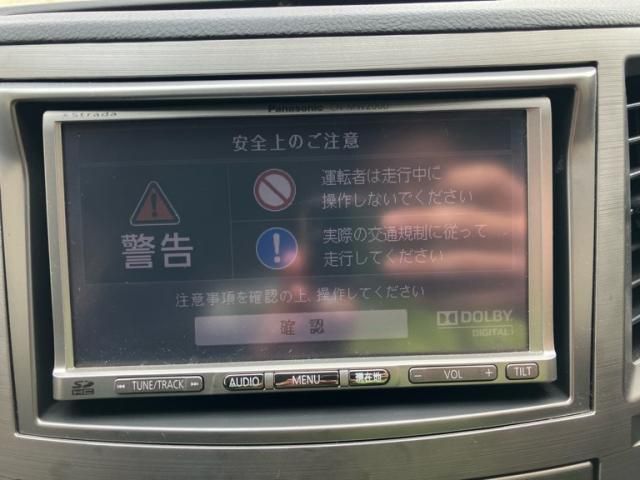 Strada
Panasonic CN-MW200D
安全上のご注意
警告
運転者は走行中に
操作しないでください
実際の交通規制に従って
走行してください
注意事項を確認の上、操作してください
確認
DOLBY
DIGITAL
SD
HC
TUNE/TRACK
AUDIO
MENU
現在地
- VOL +
TILT